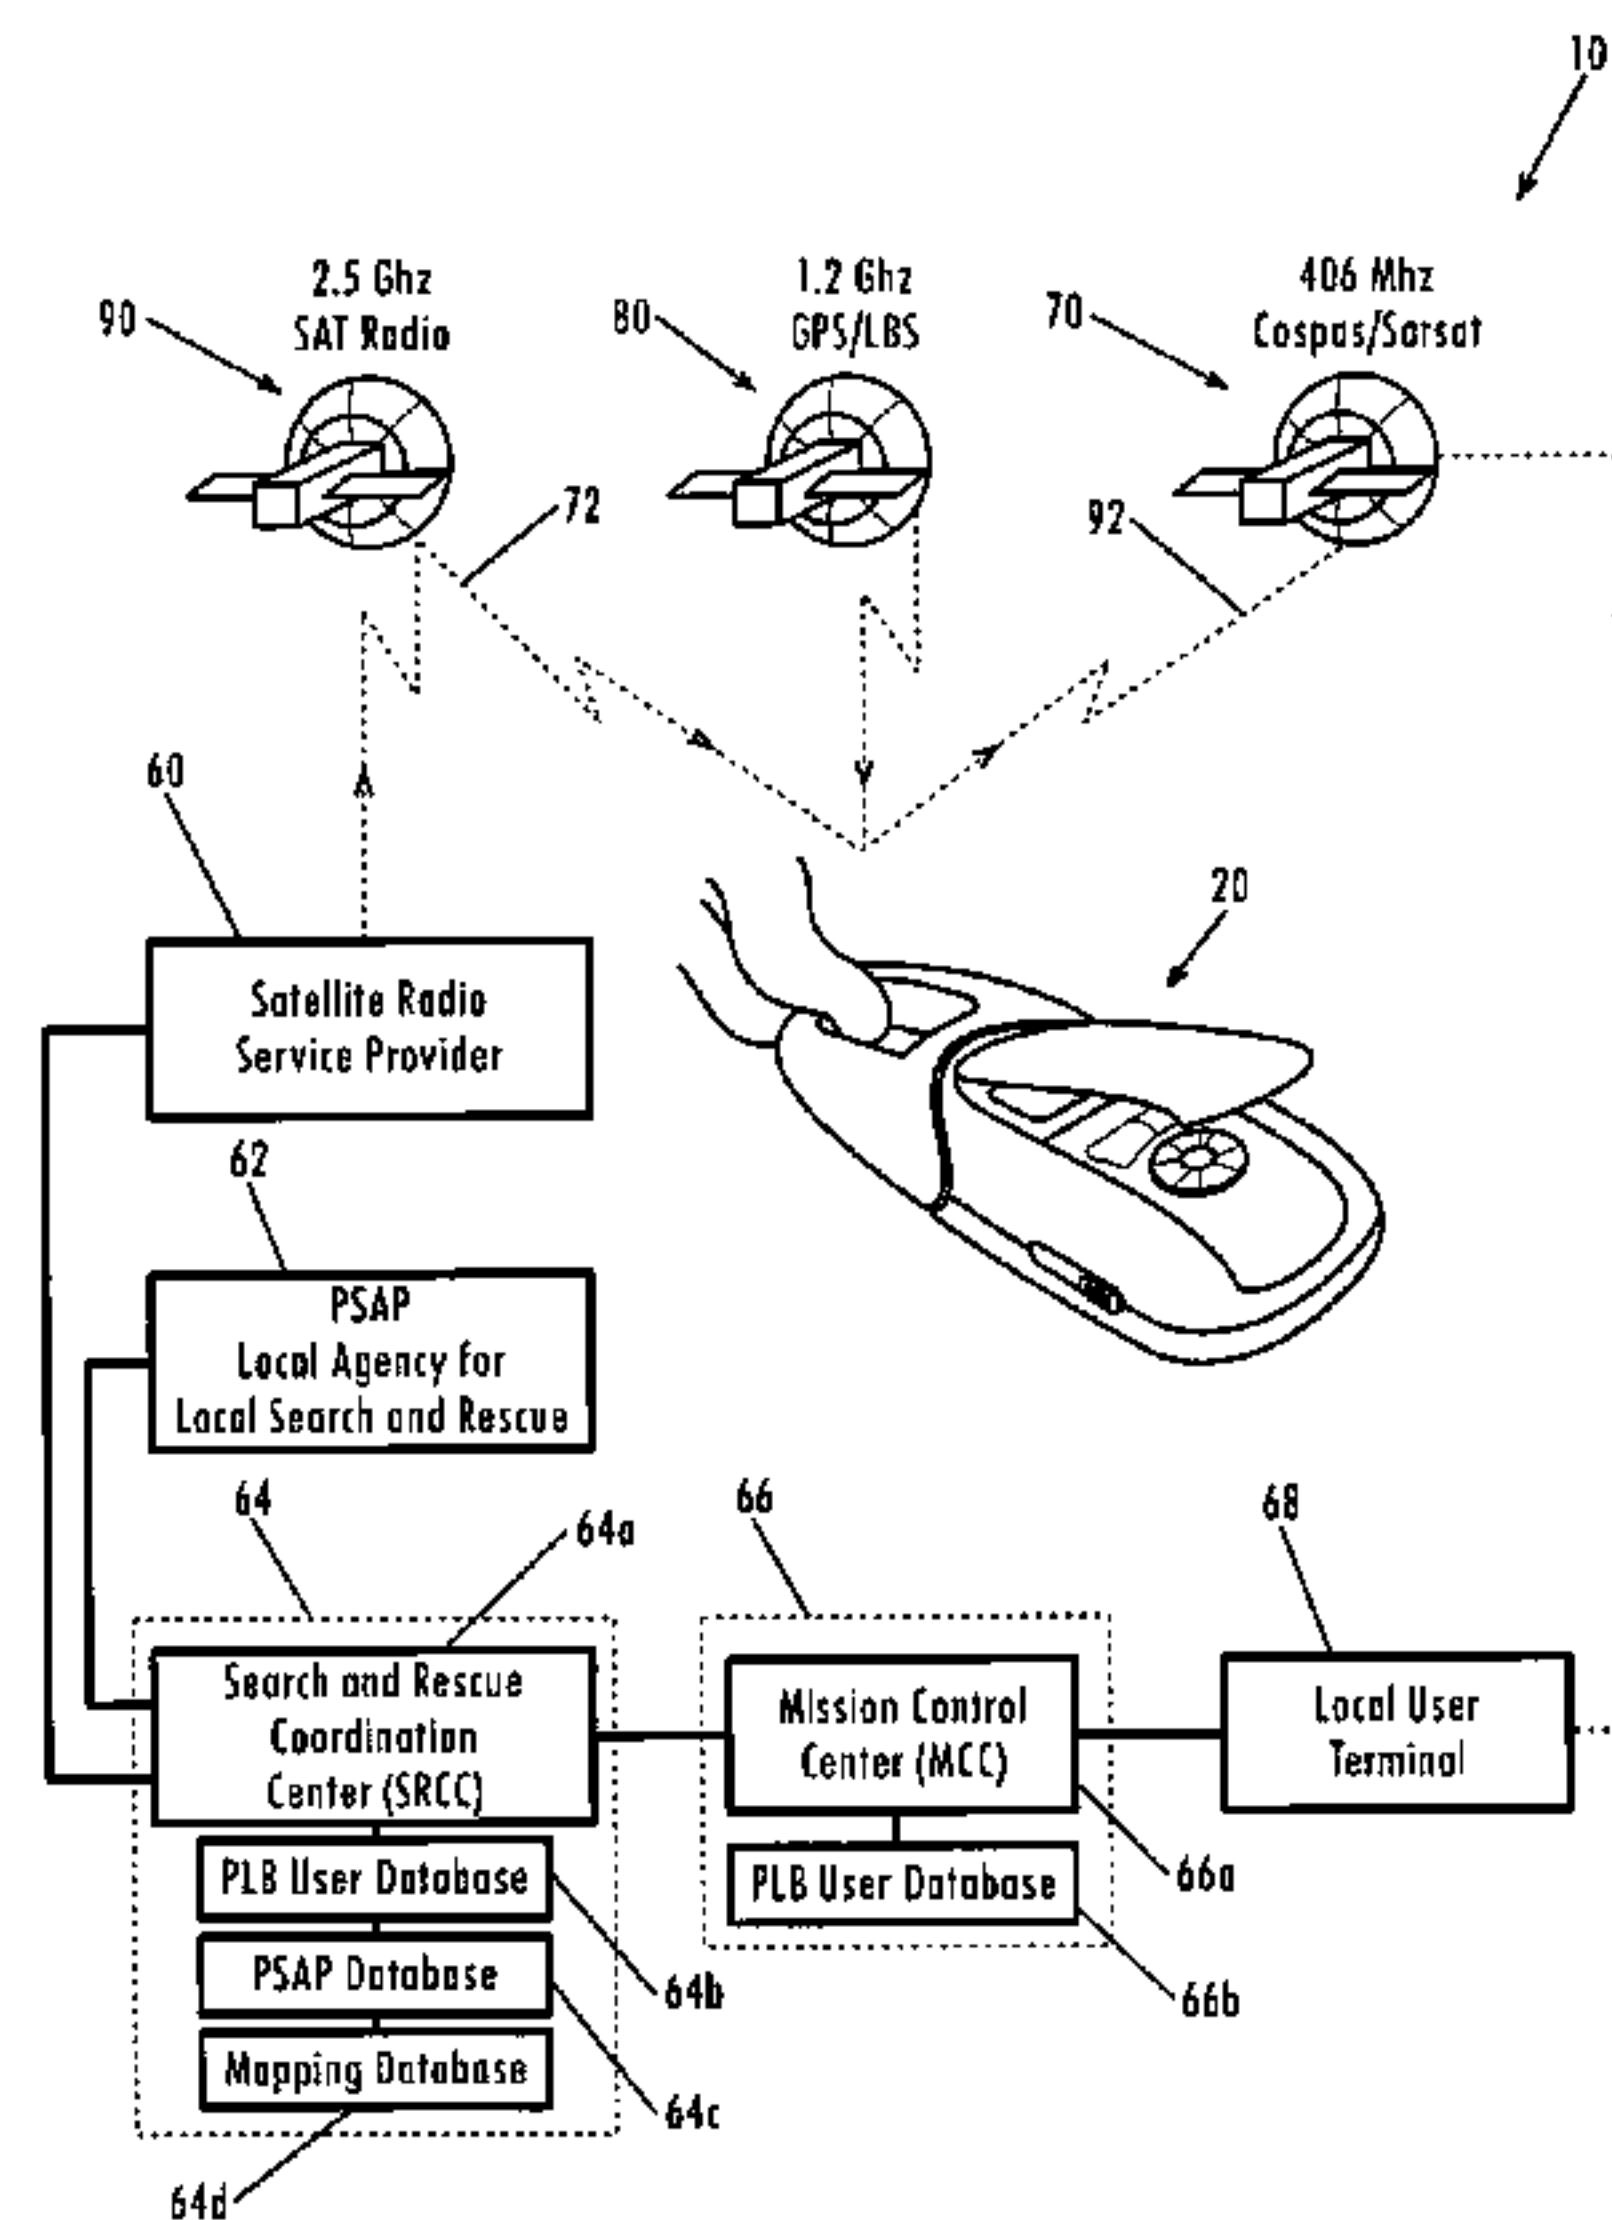 10
2.5 Ghz
SAT Radio
90
1.2 Ghz
GPS/LBS
80
406 Mhz
Cospas/Sarsat
70
72
92
60
20
Satellite Radio
Service Provider
62
PSAP
Local Agency for
Local Search and Rescue
64
64a
66
68
Search and Rescue
Coordination
Center (SRCC)
Mission Control
Center (MCC)
Local User
Terminal
PLB User Database
PLB User Database
66a
PSAP Database
64b
66b
Mapping Database
64c
64d